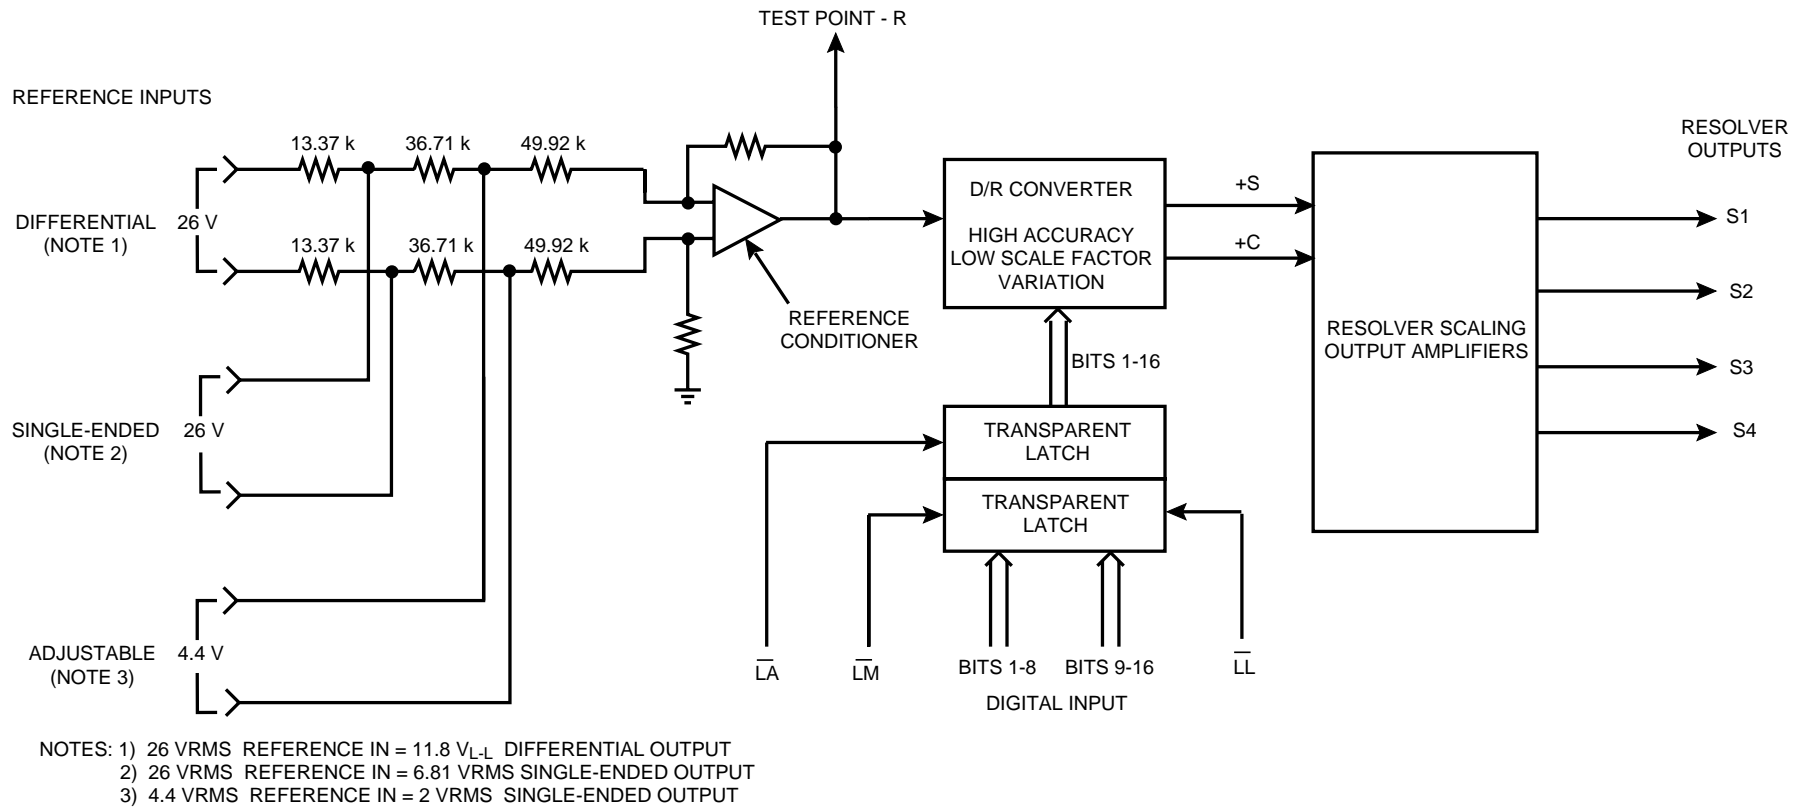 TEST POINT - R
REFERENCE INPUTS
13.37 k
36.71 k
49.92 k
DIFFERENTIAL
(NOTE 1)
26 V
13.37 k
36.71 k
49.92 k
REFERENCE
CONDITIONER
D/R CONVERTER
HIGH ACCURACY
LOW SCALE FACTOR
VARIATION
+S
+C
RESOLVER SCALING
OUTPUT AMPLIFIERS
RESOLVER
OUTPUTS
S1
S2
S3
S4
BITS 1-16
SINGLE-ENDED
(NOTE 2)
26 V
TRANSPARENT
LATCH
TRANSPARENT
LATCH
ADJUSTABLE
(NOTE 3)
4.4 V
L̅A
L̅M
BITS 1-8
BITS 9-16
L̅L
DIGITAL INPUT
NOTES: 1) 26 VRMS REFERENCE IN = 11.8 V_L-L DIFFERENTIAL OUTPUT
2) 26 VRMS REFERENCE IN = 6.81 VRMS SINGLE-ENDED OUTPUT
3) 4.4 VRMS REFERENCE IN = 2 VRMS SINGLE-ENDED OUTPUT